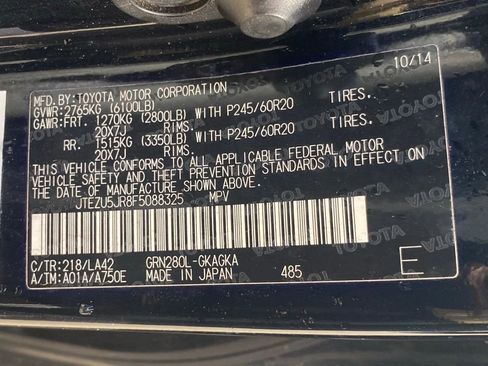 10/14
MFD.BY:TOYOTA MOTOR CORPORATION
GVWR:2765KG (6100LB)
GAWR:FRT. 1270KG (2800LB) WITH P245/60R20 TIRES.
20X7J RIMS.
RR. 1515KG (3350LB) WITH P245/60R20 TIRES.
20X7J RIMS.
THIS VEHICLE CONFORMS TO ALL APPLICABLE FEDERAL MOTOR
VEHICLE SAFETY AND THEFT PREVENTION STANDARDS IN EFFECT ON
THE DATE OF MANUFACTURE SHOWN ABOVE.
JTEZU5JR8F5088325 MPV
C/TR:218/LA42 GRN280L-GKAGKA
A/TM:A01A/A750E MADE IN JAPAN 485 E